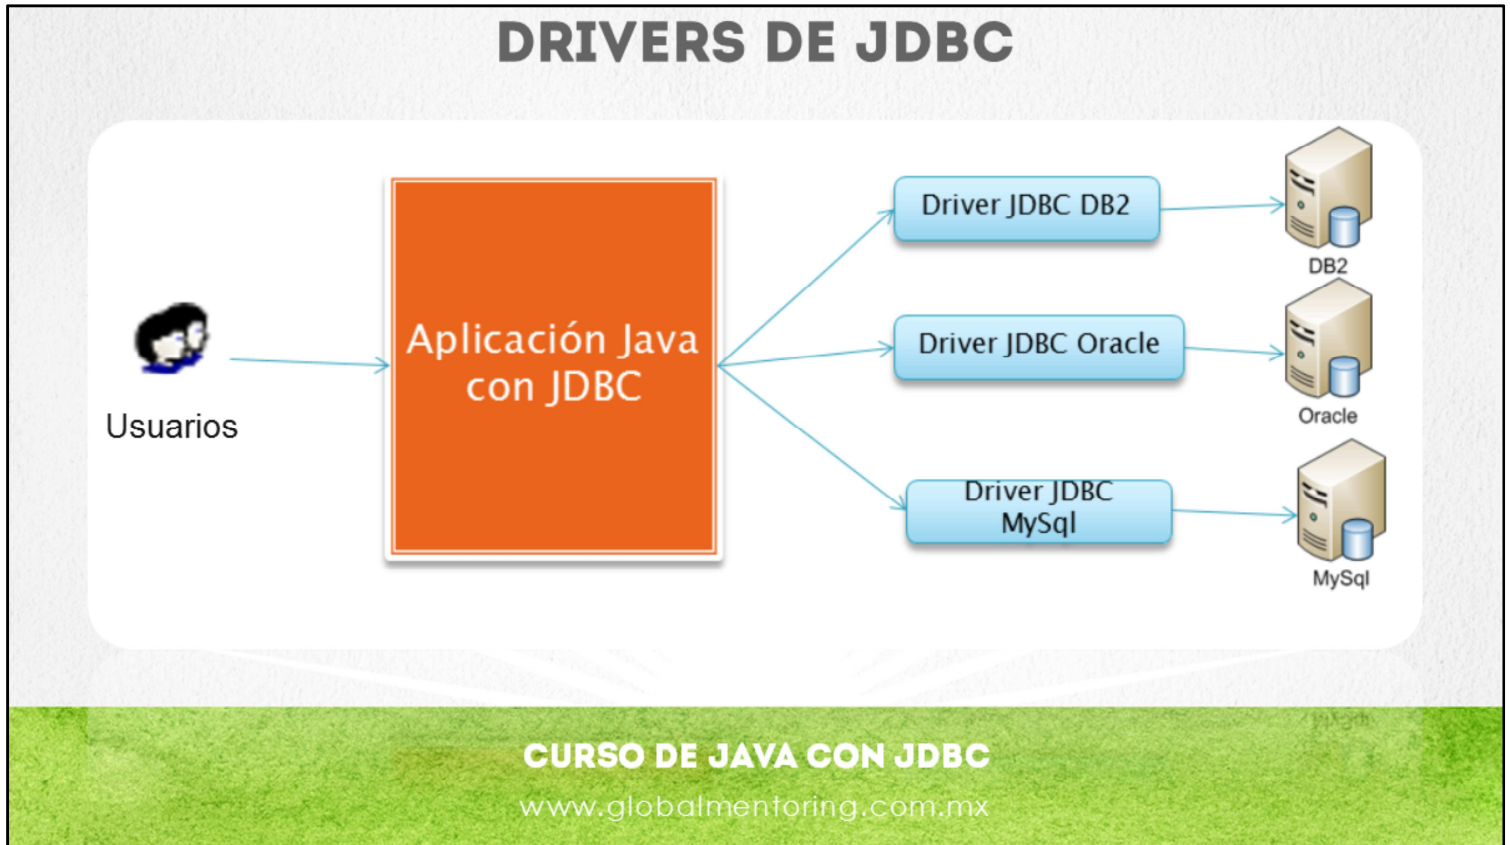 DRIVERS DE JDBC
Usuarios
Aplicación Java
con JDBC
Driver JDBC DB2
DB2
Driver JDBC Oracle
Oracle
Driver JDBC
MySql
MySql
CURSO DE JAVA CON JDBC
www.globalmentoring.com.mx